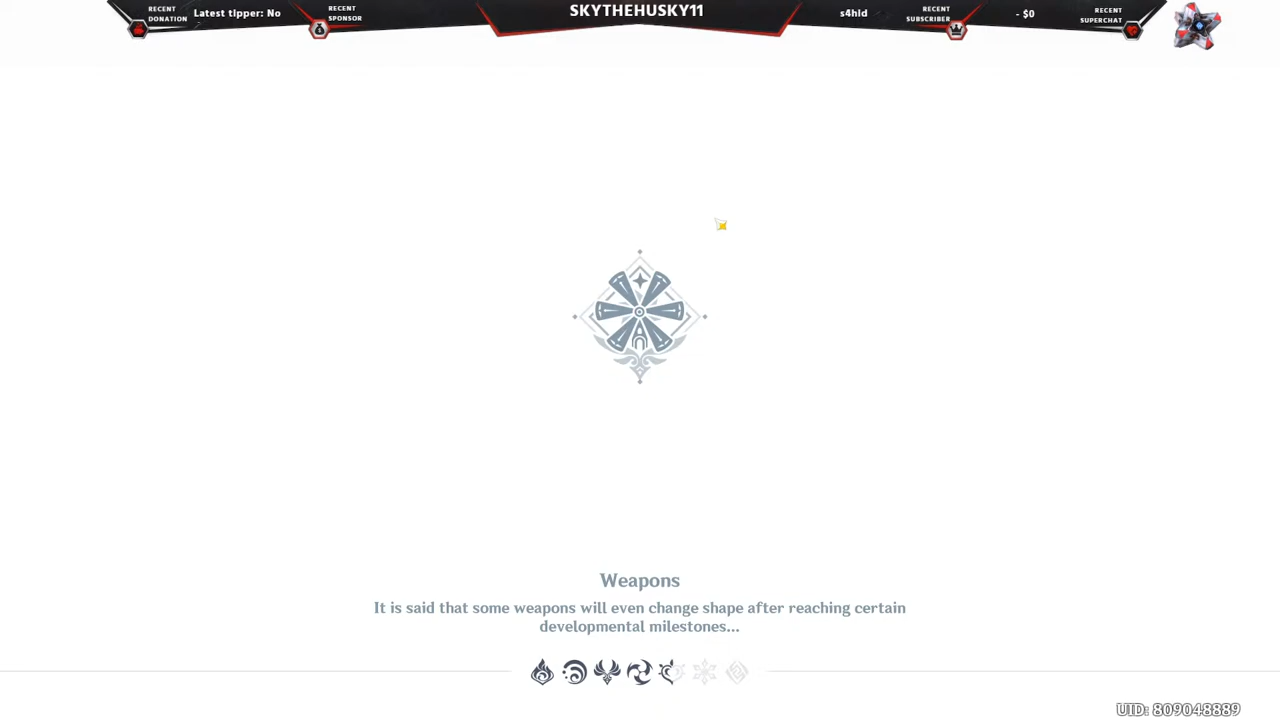 RECENT
DONATION
Latest tipper: No
RECENT
SPONSOR
SKYTHEHUSKY11
s4hld
RECENT
SUBSCRIBER
- $0
RECENT
SUPERCHAT
Weapons
It is said that some weapons will even change shape after reaching certain
developmental milestones...
UID: 809048889